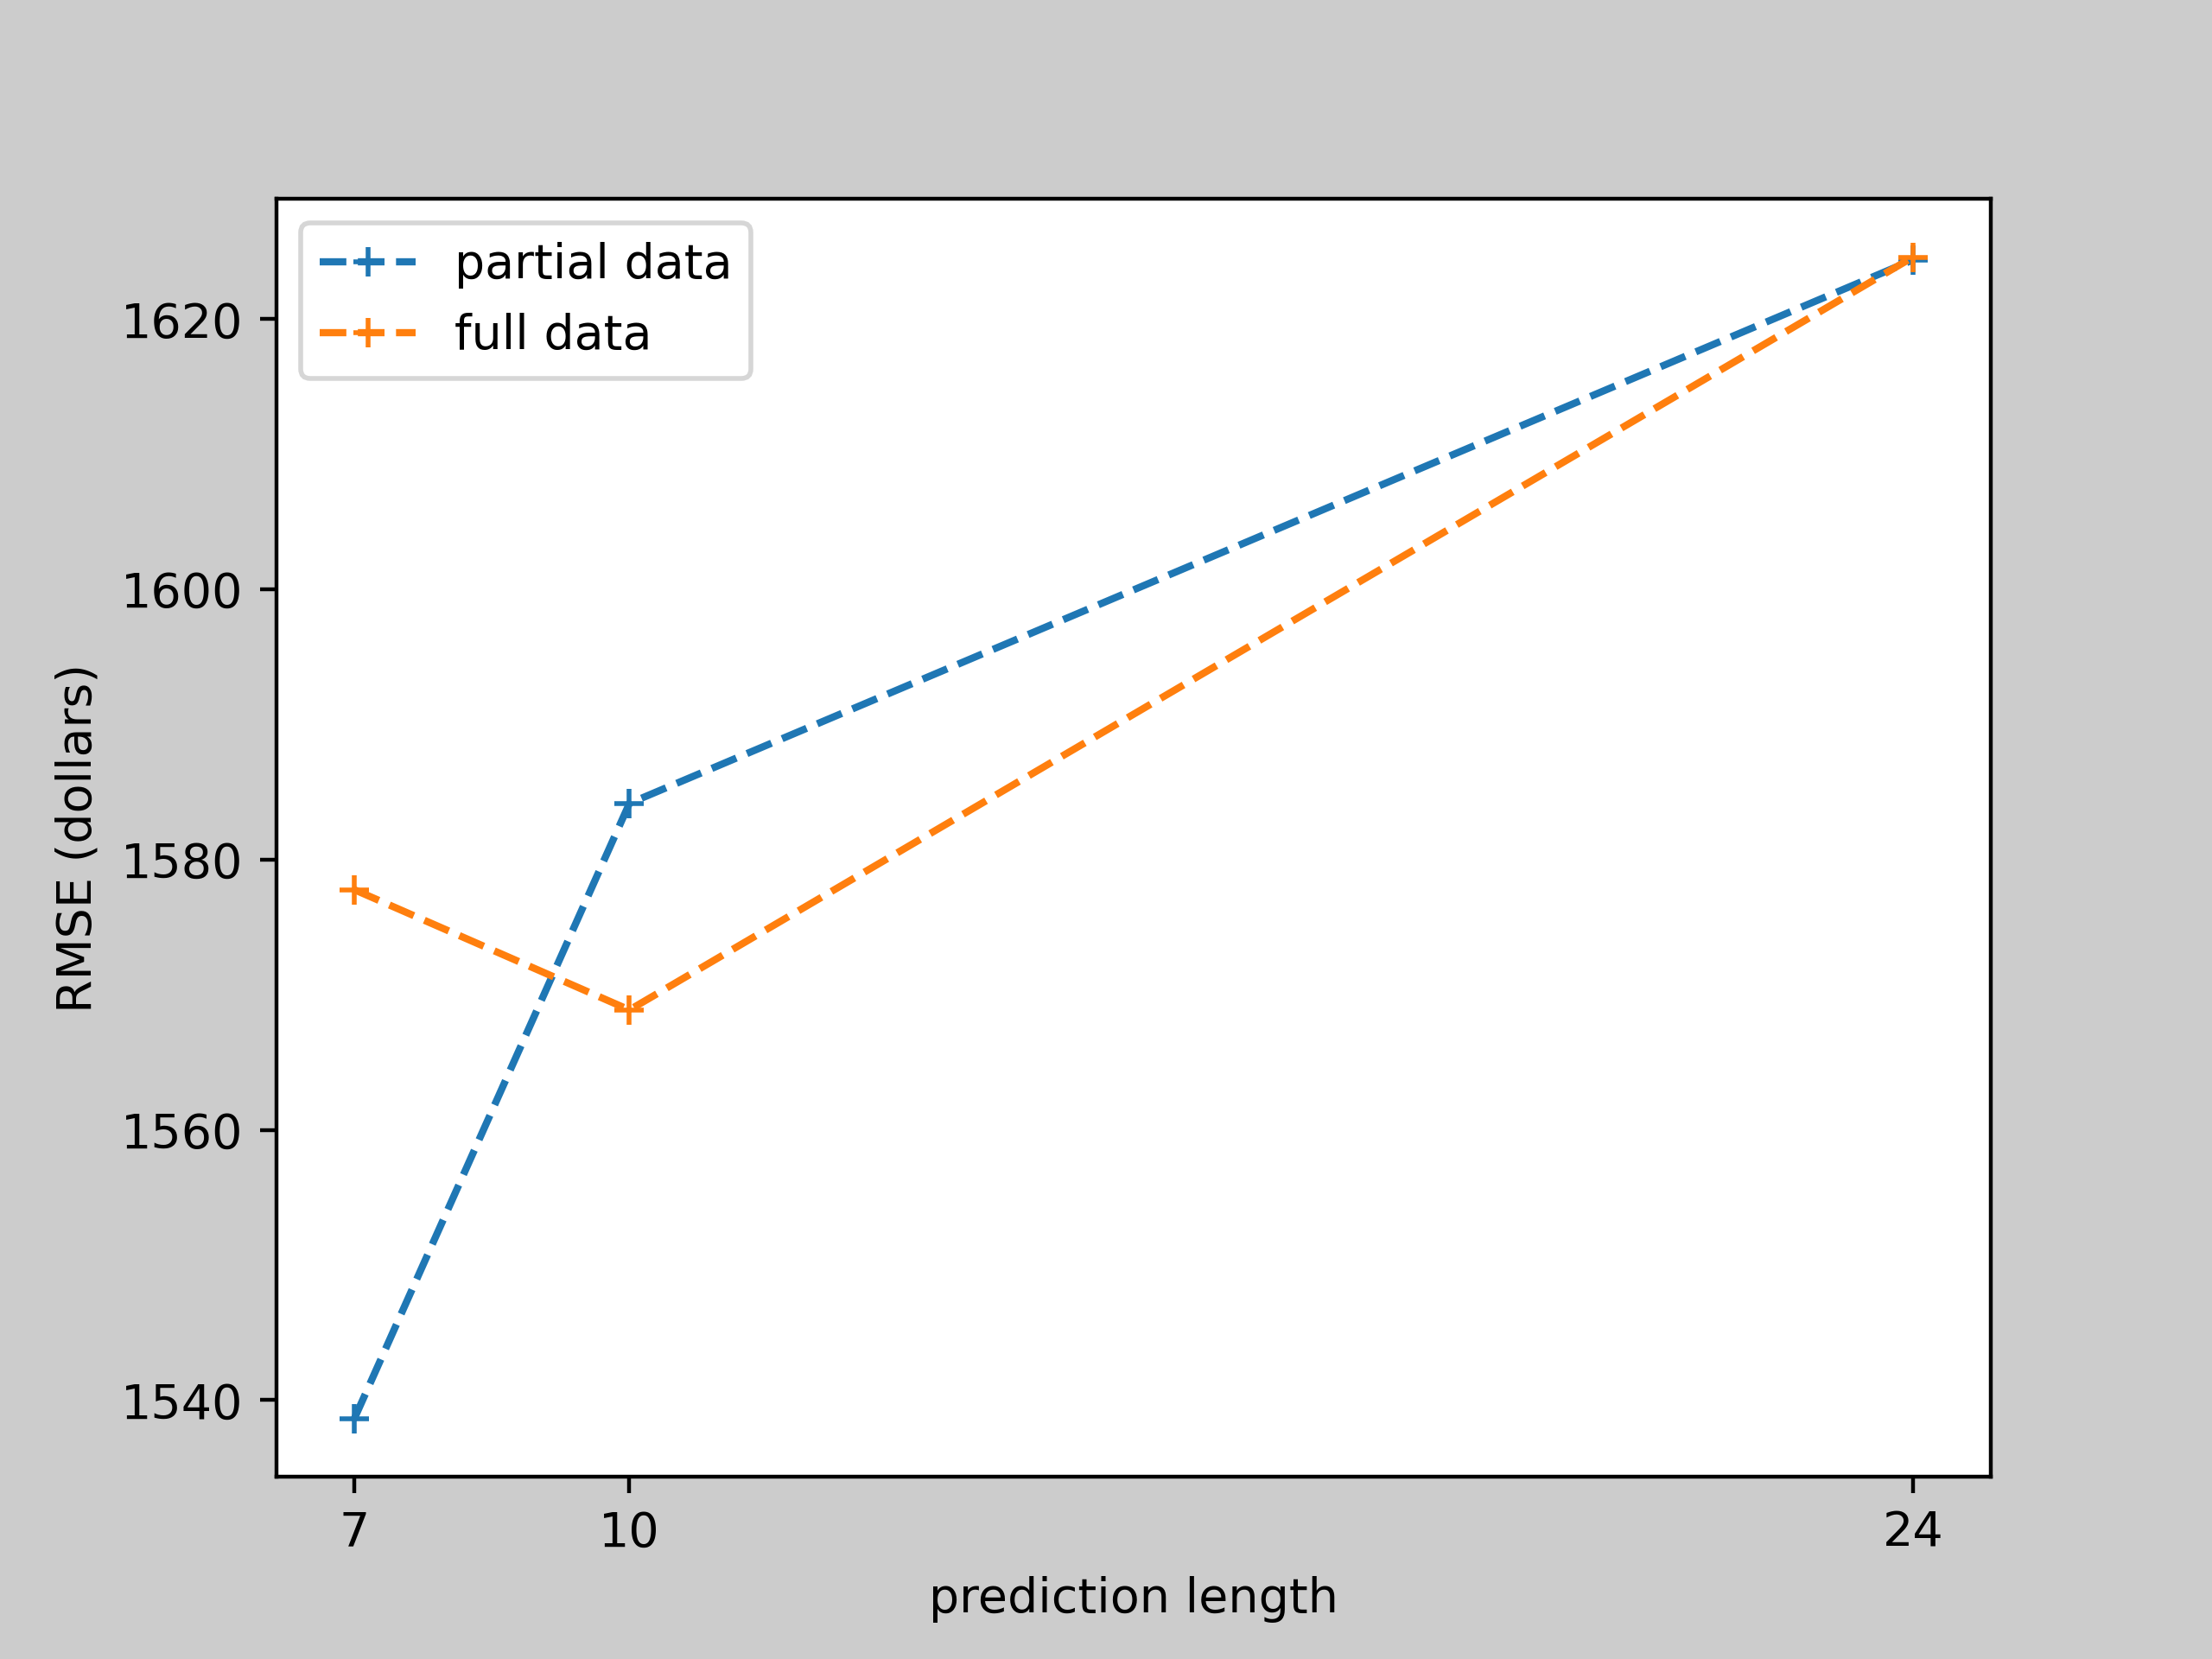 partial data
full data
1620
1600
1580
1560
1540
RMSE (dollars)
7
10
24
prediction length